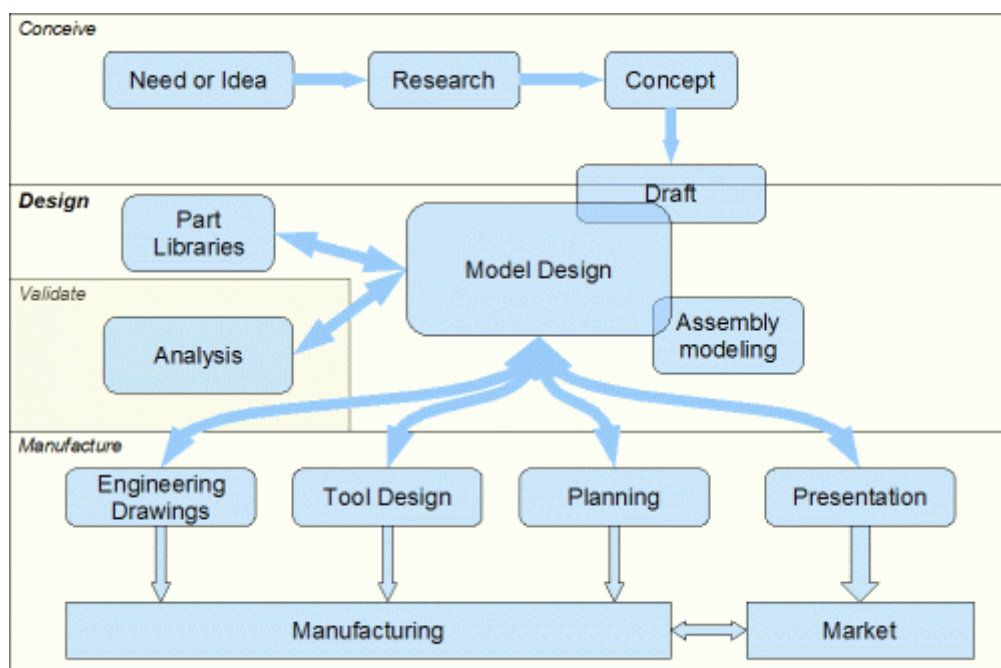 Conceive
Need or Idea
Research
Concept
Draft
Design
Part
Libraries
Model Design
Validate
Analysis
Assembly
modeling
Manufacture
Engineering
Drawings
Tool Design
Planning
Presentation
Manufacturing
Market